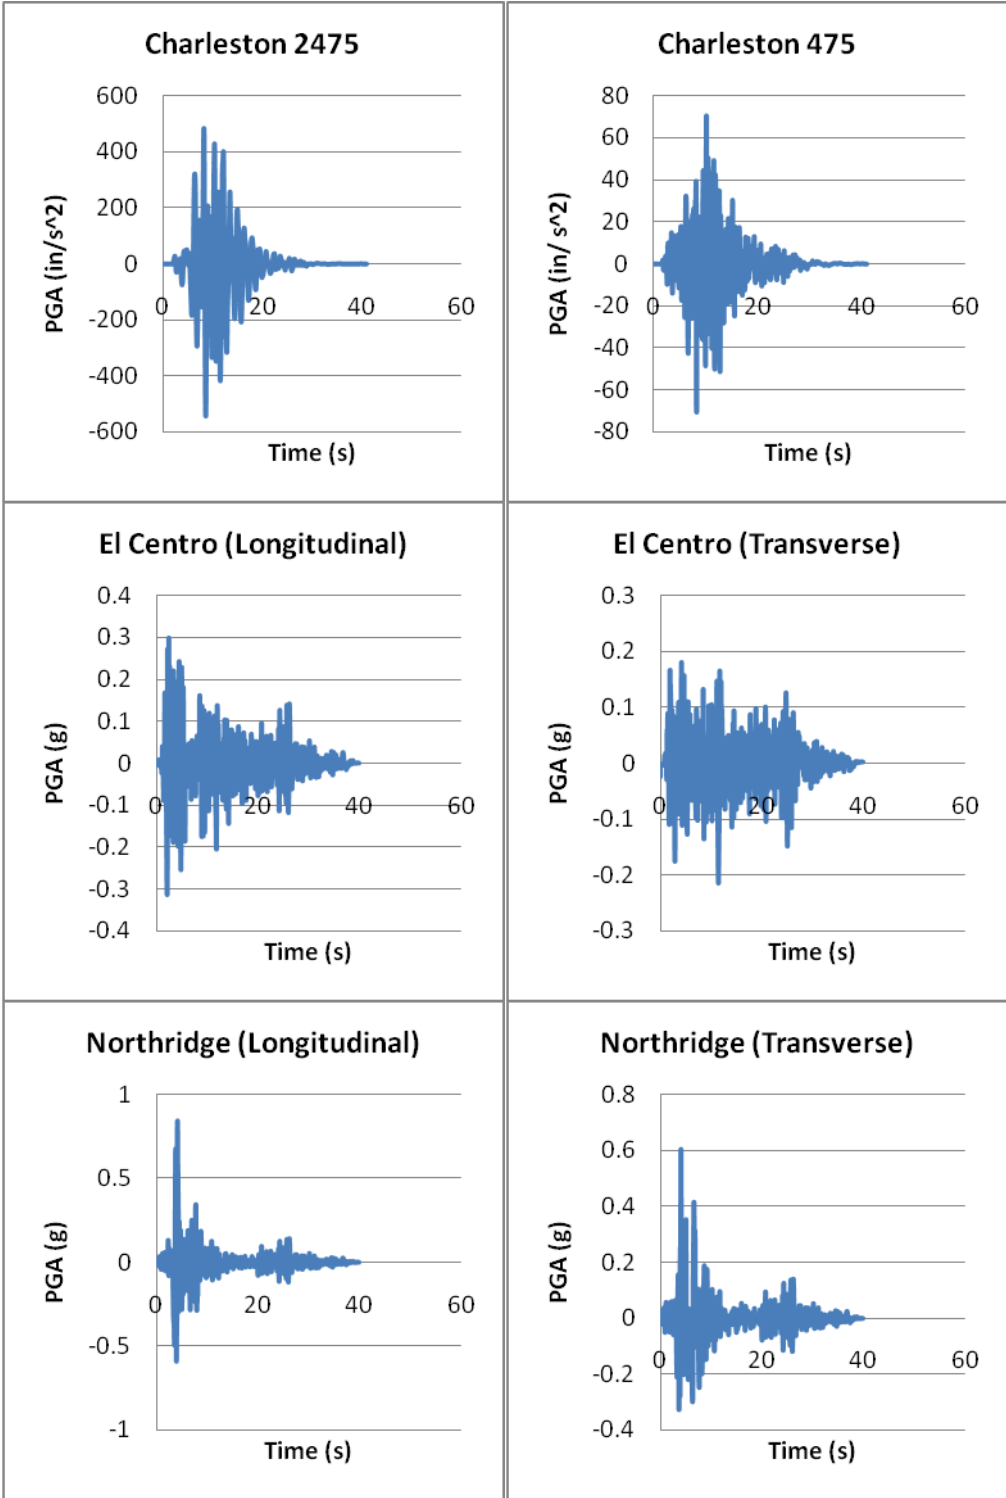 Charleston 2475
600
400
200
0
-200
-400
-600
0 20 40 60
PGA (in/s^2)
Time (s)
Charleston 475
80
60
40
20
0
-20
-40
-60
-80
0 20 40 60
PGA (in/ s^2)
Time (s)
El Centro (Longitudinal)
0.4
0.3
0.2
0.1
0
-0.1
-0.2
-0.3
-0.4
0 20 40 60
PGA (g)
Time (s)
El Centro (Transverse)
0.3
0.2
0.1
0
-0.1
-0.2
-0.3
0 20 40 60
PGA (g)
Time (s)
Northridge (Longitudinal)
1
0.5
0
-0.5
-1
0 20 40 60
PGA (g)
Time (s)
Northridge (Transverse)
0.8
0.6
0.4
0.2
0
-0.2
-0.4
0 20 40 60
PGA (g)
Time (s)